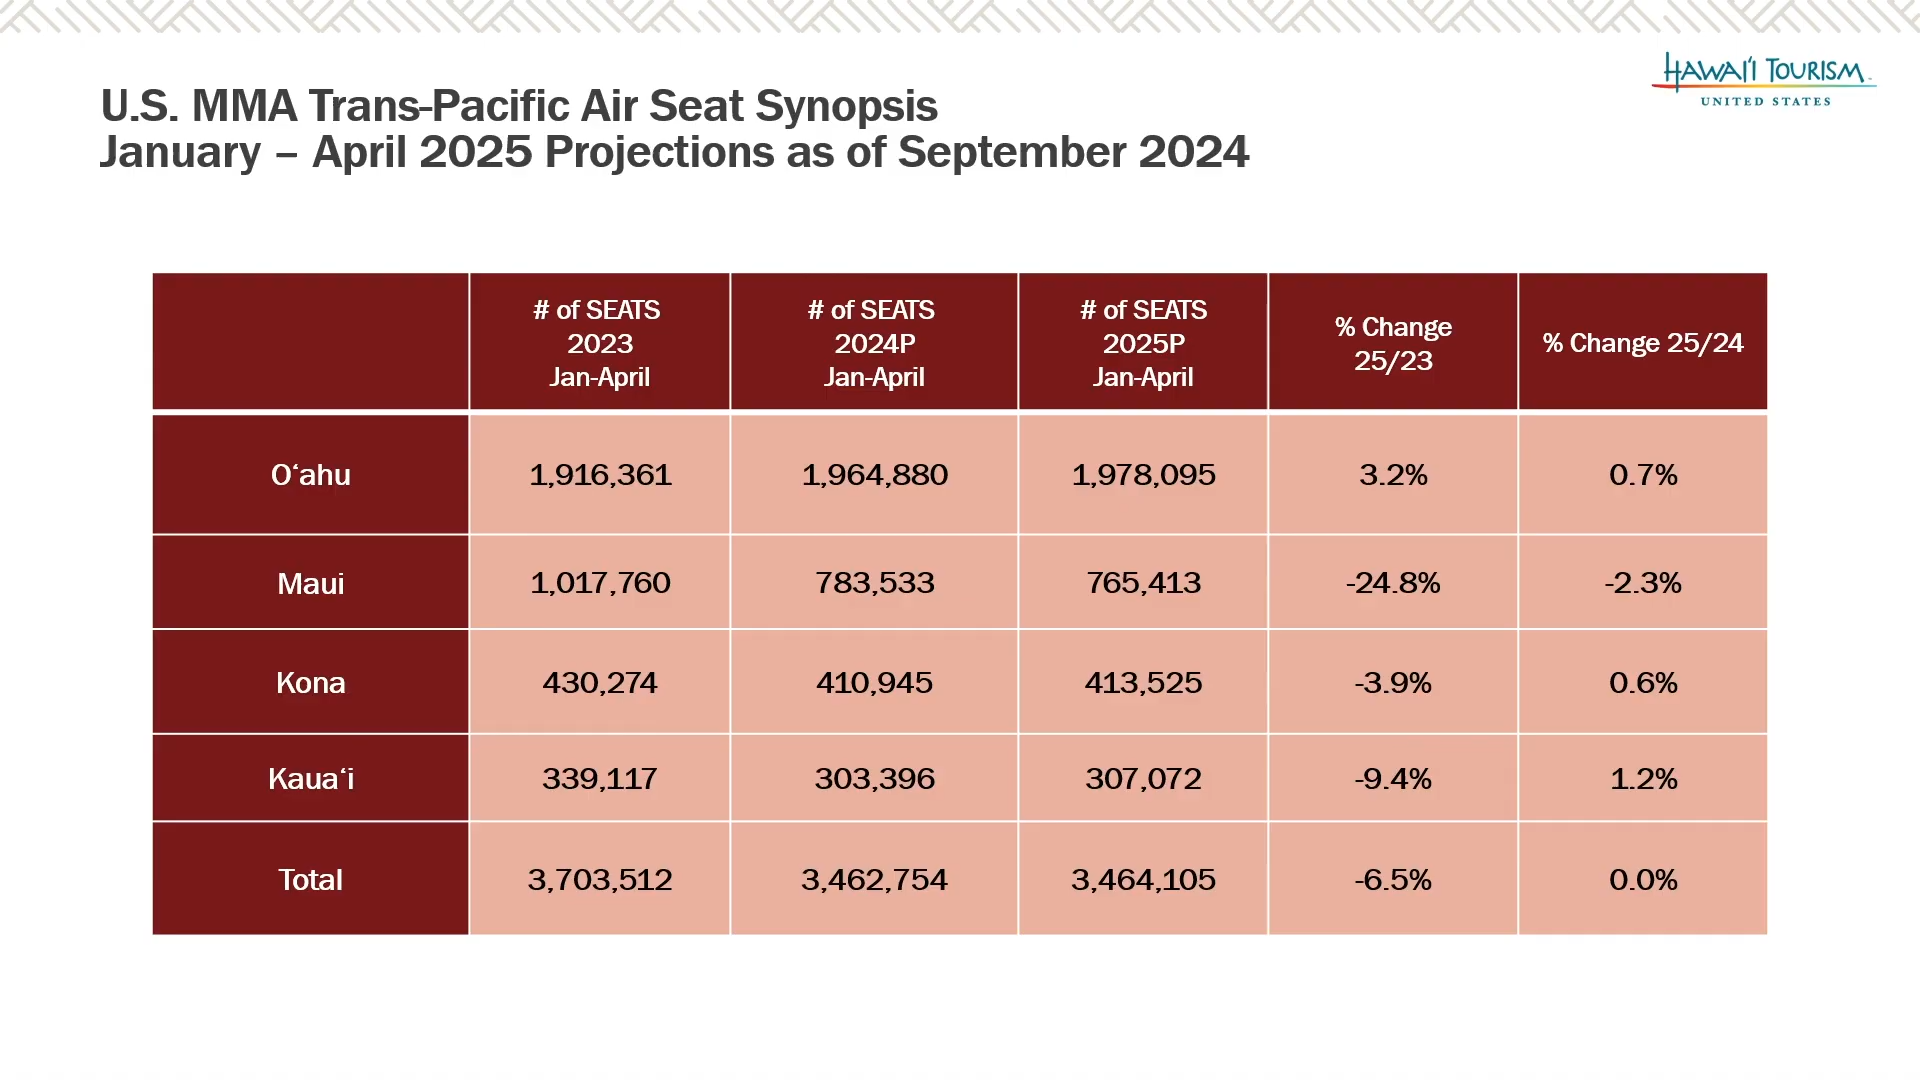 HAWAIʻI TOURISM
UNITED STATES
U.S. MMA Trans-Pacific Air Seat Synopsis
January – April 2025 Projections as of September 2024
# of SEATS
2023
Jan-April
# of SEATS
2024P
Jan-April
# of SEATS
2025P
Jan-April
% Change
25/23
% Change 25/24
Oʻahu 1,916,361 1,964,880 1,978,095 3.2% 0.7%
Maui 1,017,760 783,533 765,413 -24.8% -2.3%
Kona 430,274 410,945 413,525 -3.9% 0.6%
Kauaʻi 339,117 303,396 307,072 -9.4% 1.2%
Total 3,703,512 3,462,754 3,464,105 -6.5% 0.0%